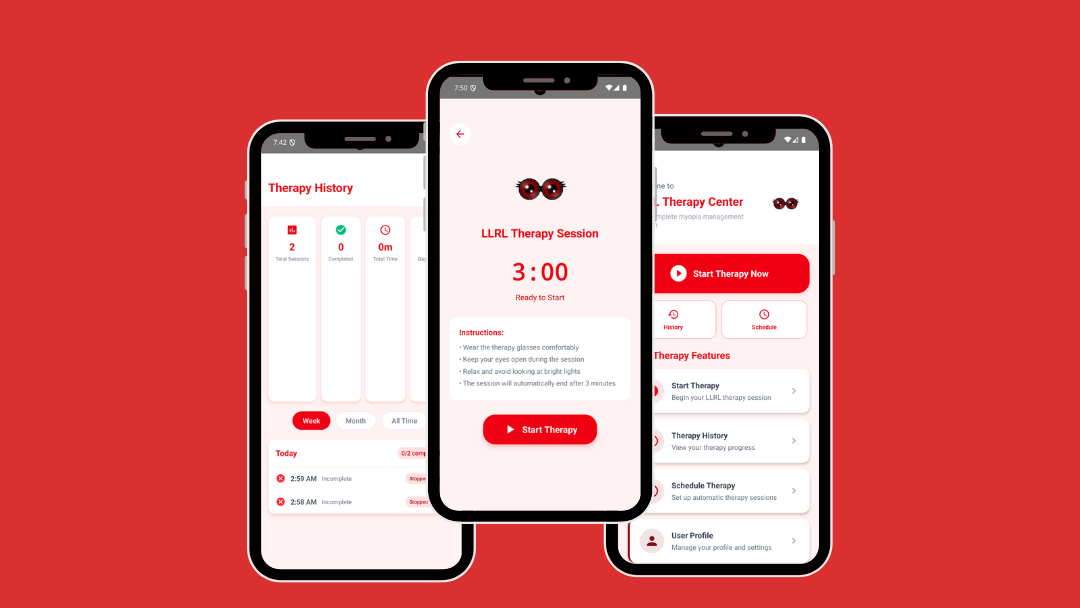 7:42
Therapy History
2
0
0m
Total Sessions
Completed
Total Time
Day
Week
Month
All Time
Today
0/2 comp
2:59 AM Incomplete
Stoppe
2:58 AM Incomplete
Stoppe
7:50
LLRL Therapy Session
3:00
Ready to Start
Instructions:
• Wear the therapy glasses comfortably
• Keep your eyes open during the session
• Relax and avoid looking at bright lights
• The session will automatically end after 3 minutes
Start Therapy
me to
L Therapy Center
mplete myopia management
n
Start Therapy Now
History
Schedule
Therapy Features
Start Therapy
Begin your LLRL therapy session
Therapy History
View your therapy progress
Schedule Therapy
Set up automatic therapy sessions
User Profile
Manage your profile and settings